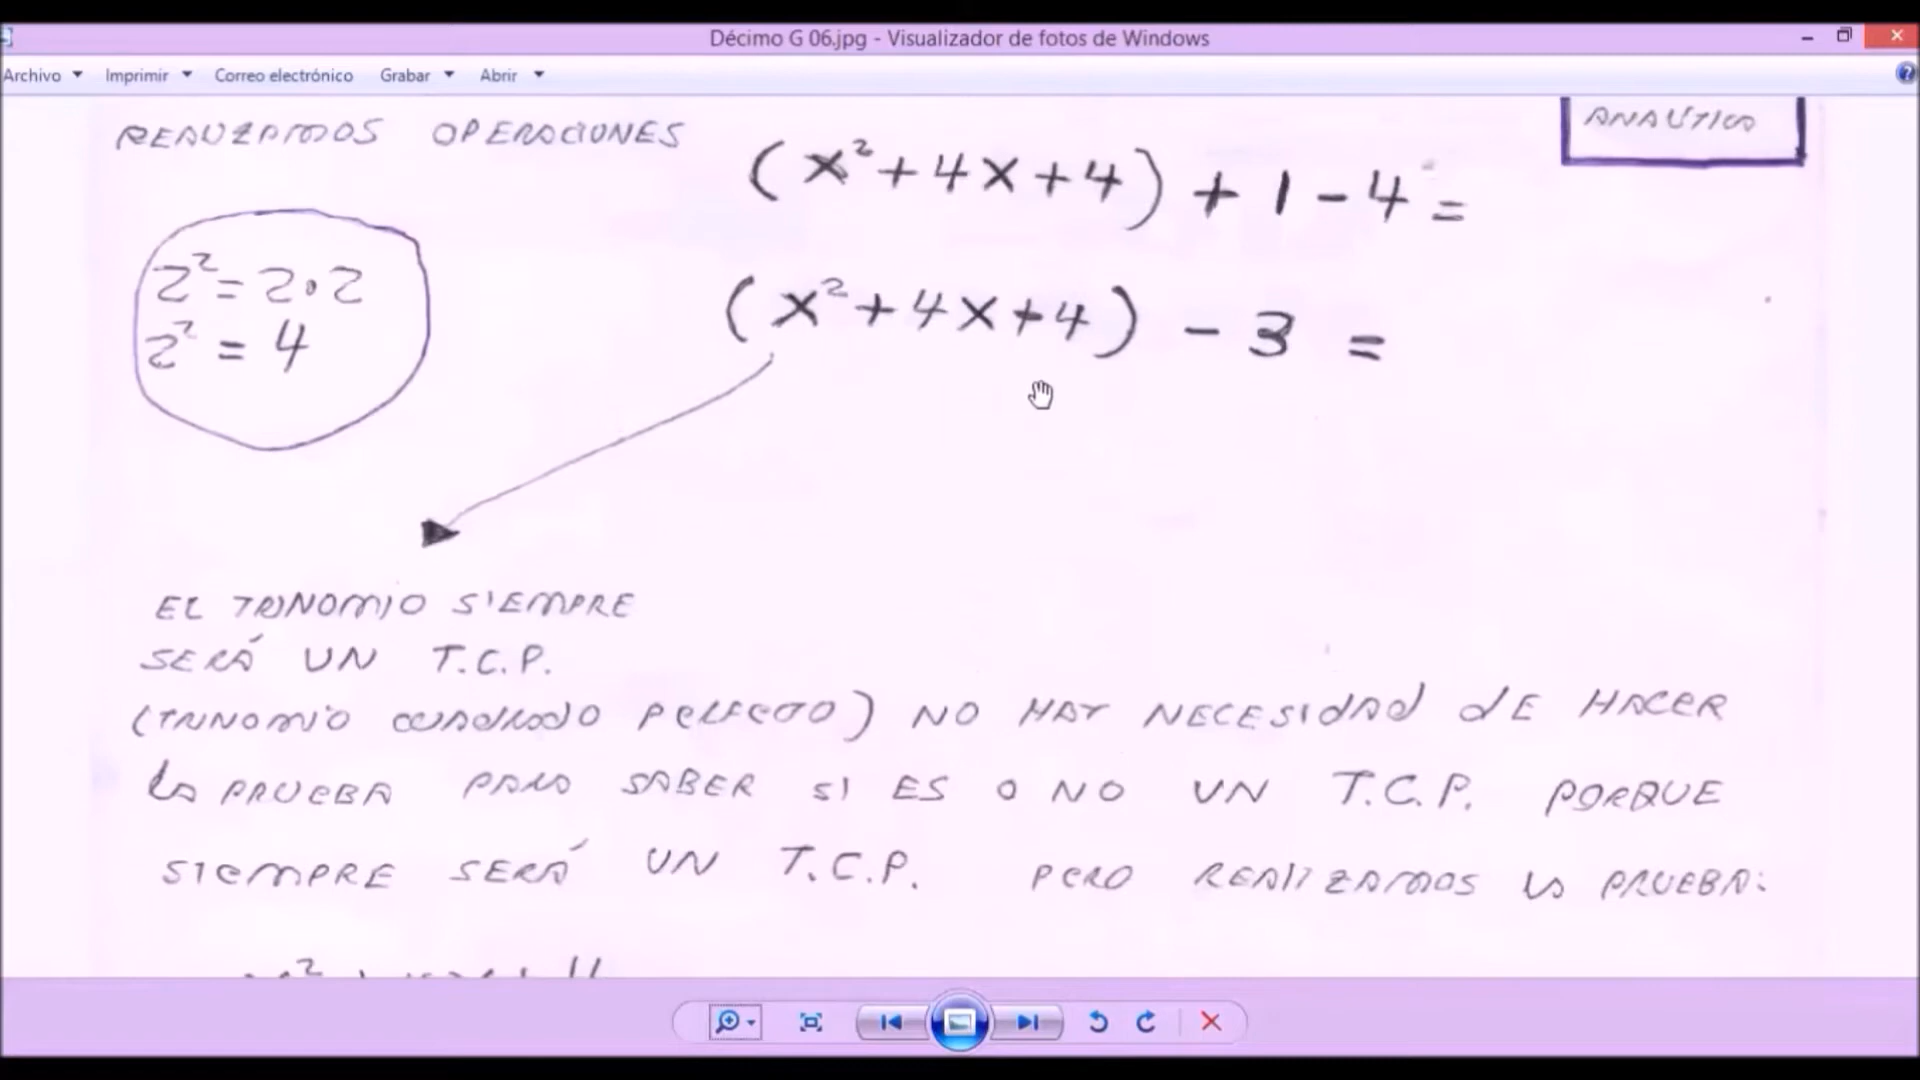 Décimo G 06.jpg - Visualizador de fotos de Windows
Archivo Imprimir Correo electrónico Grabar Abrir
REALIZAMOS OPERACIONES
ANALÍTICO
(x² + 4x + 4) + 1 - 4 =
2² = 2·2
2² = 4
(x² + 4x + 4) - 3 =
EL TRINOMIO SIEMPRE
SERÁ UN T.C.P.
(TRINOMIO CUADRADO PERFECTO) NO HAY NECESIDAD DE HACER
LA PRUEBA PARA SABER SI ES O NO UN T.C.P. PORQUE
SIEMPRE SERÁ UN T.C.P. PERO REALIZAMOS LA PRUEBA: